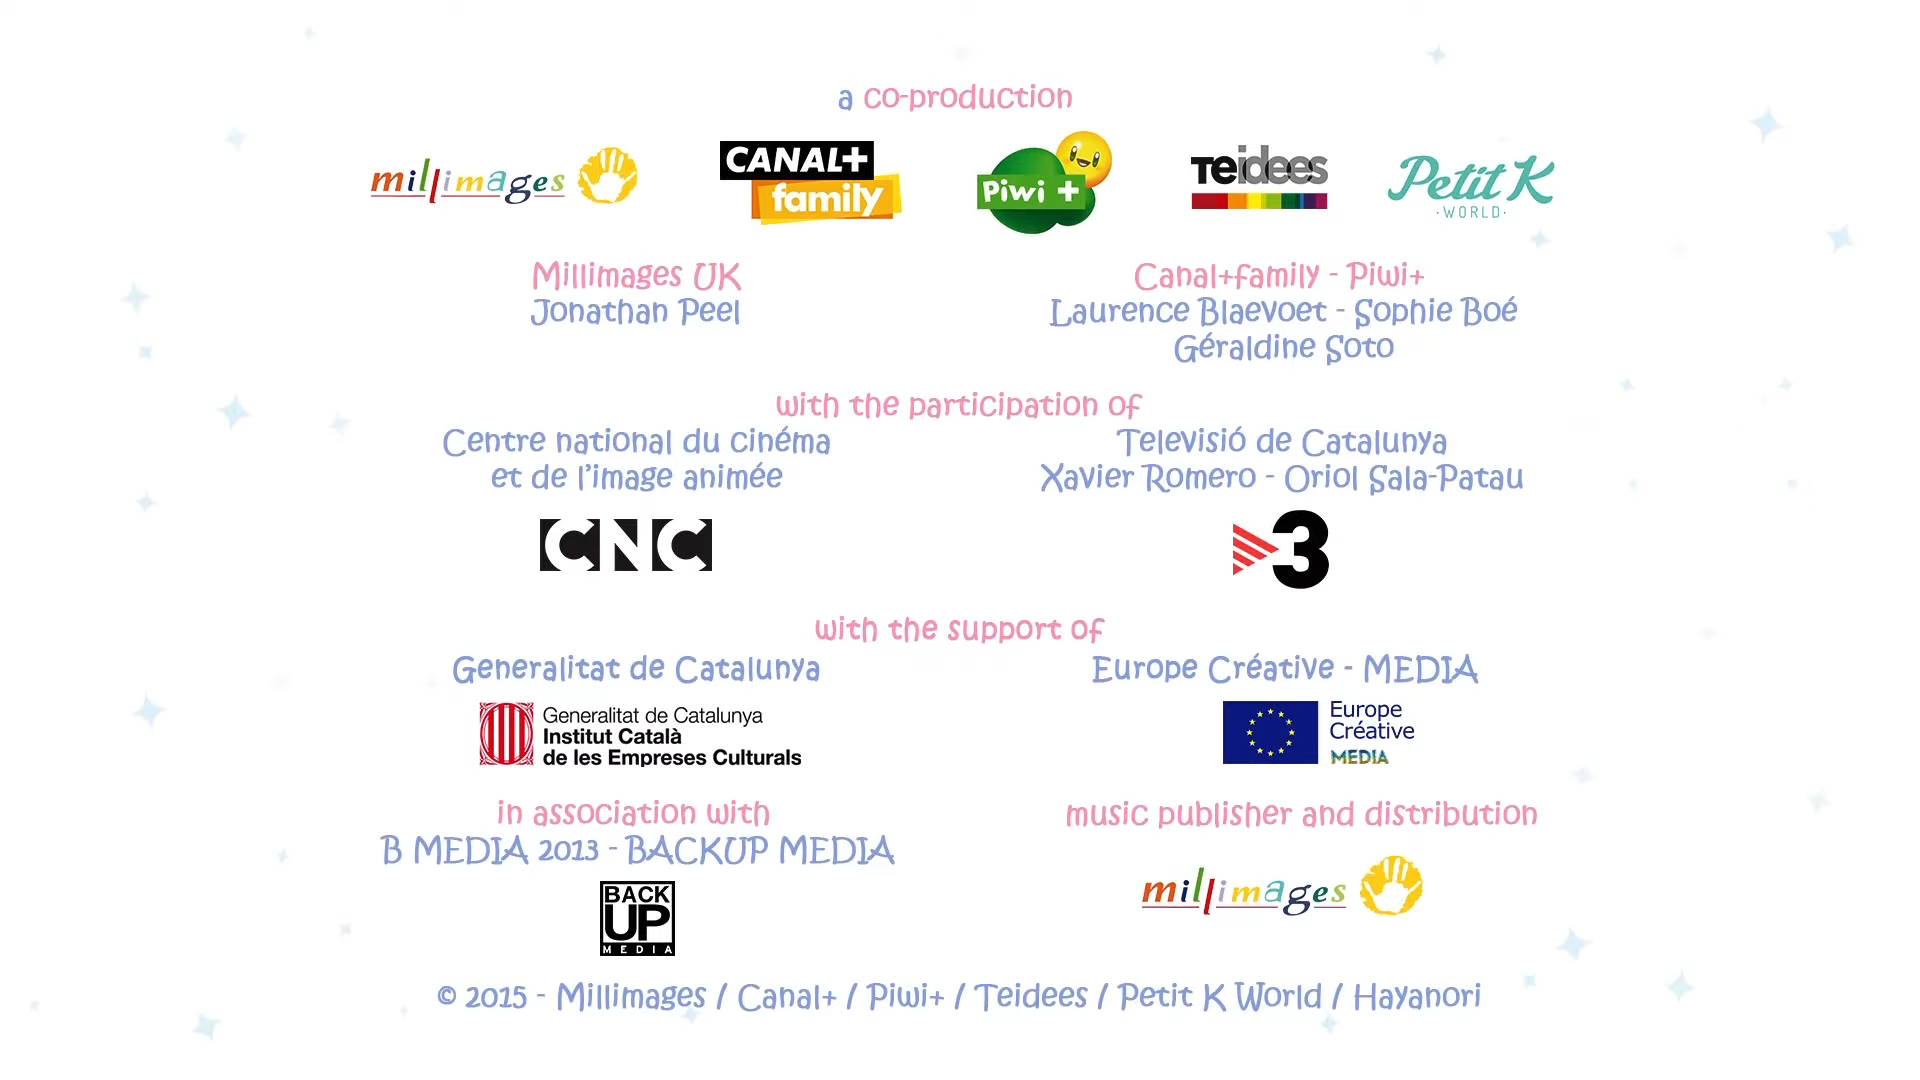 a co-production
millimages
CANAL+
family
Piwi +
Teidees
Petit K
·WORLD·
Millimages UK
Jonathan Peel
Canal+family - Piwi+
Laurence Blaevoet - Sophie Boé
Géraldine Soto
with the participation of
Centre national du cinéma
et de l'image animée
CNC
Televisió de Catalunya
Xavier Romero - Oriol Sala-Patau
3
with the support of
Generalitat de Catalunya
Generalitat de Catalunya
Institut Català
de les Empreses Culturals
Europe Créative - MEDIA
Europe
Créative
MEDIA
in association with
B MEDIA 2013 - BACKUP MEDIA
BACK
UP
MEDIA
music publisher and distribution
millimages
© 2015 - Millimages / Canal+ / Piwi+ / Teidees / Petit K World / Hayanori